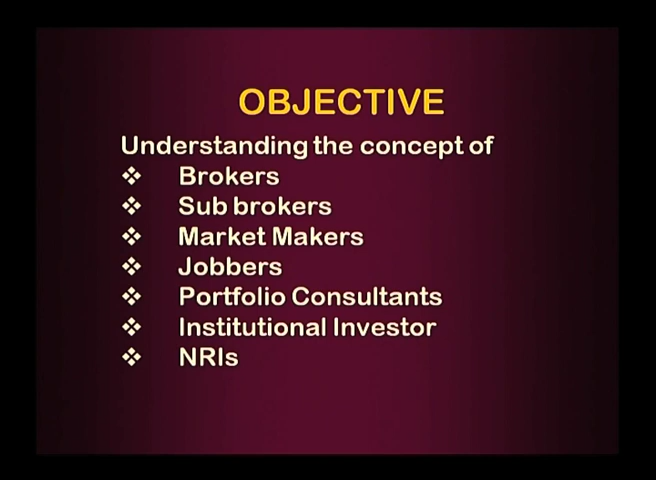 OBJECTIVE
Understanding the concept of
❖ Brokers
❖ Sub brokers
❖ Market Makers
❖ Jobbers
❖ Portfolio Consultants
❖ Institutional Investor
❖ NRIs